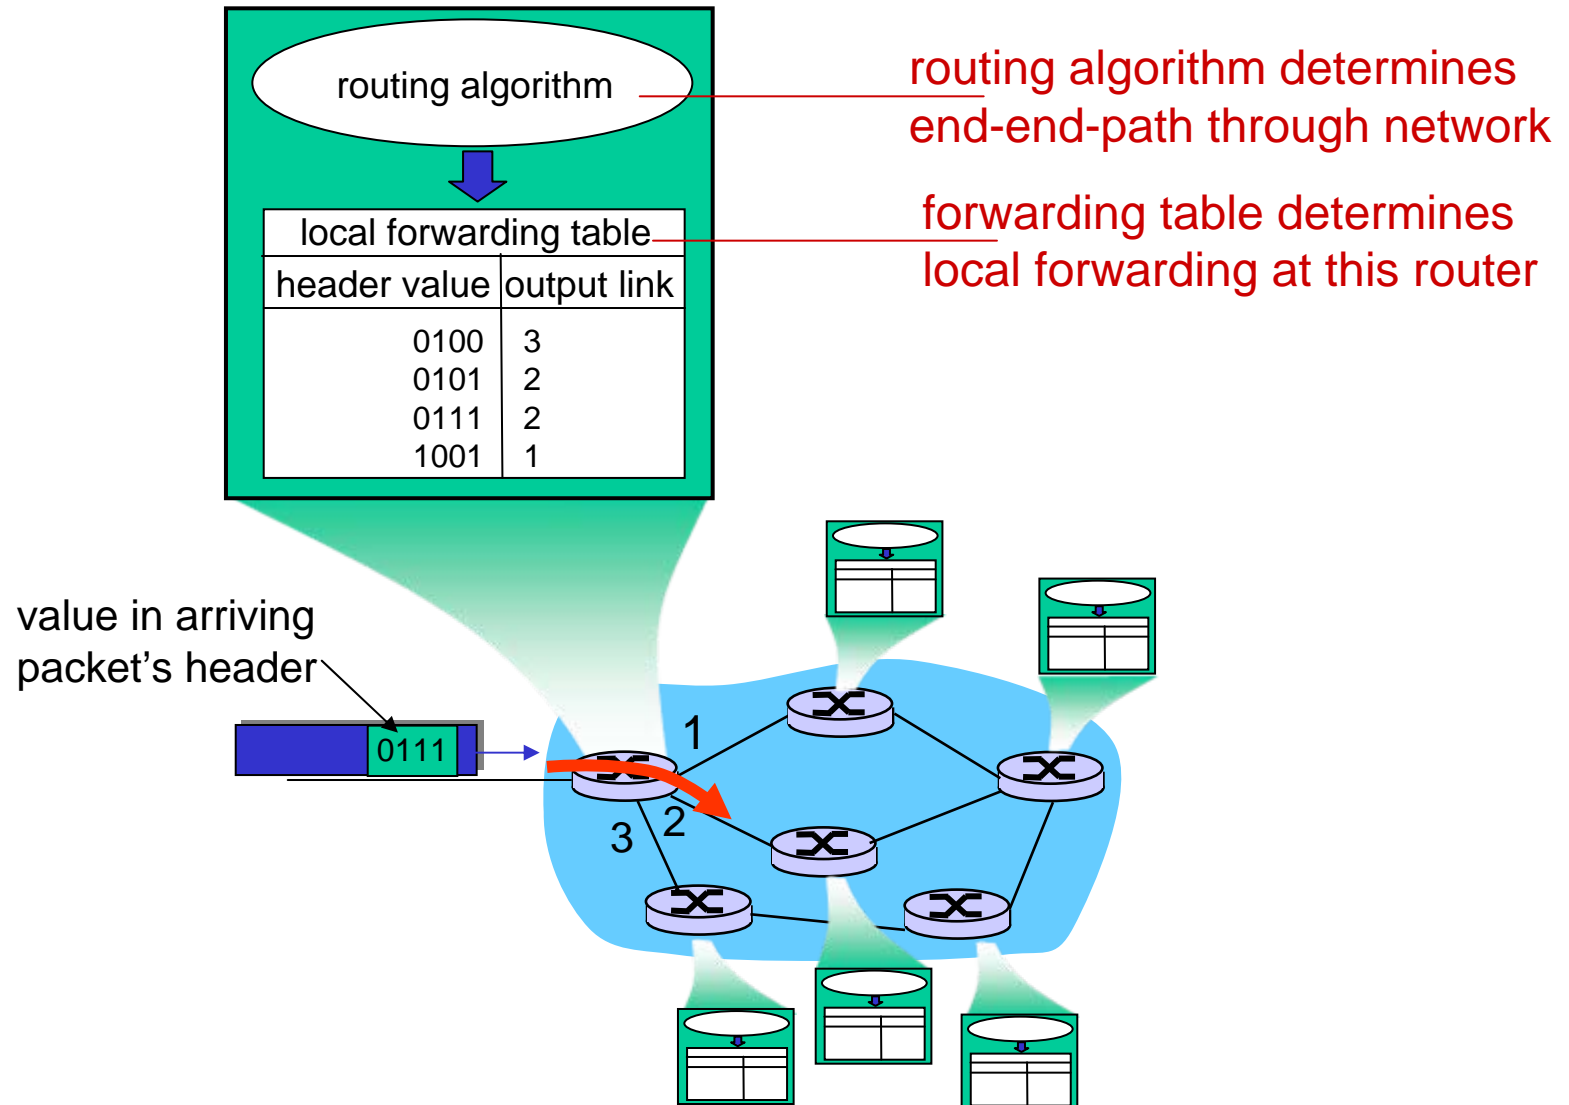 routing algorithm
routing algorithm determines
end-end-path through network
local forwarding table
forwarding table determines
local forwarding at this router
header value output link
0100 3
0101 2
0111 2
1001 1
value in arriving
packet's header
0111
1
2
3